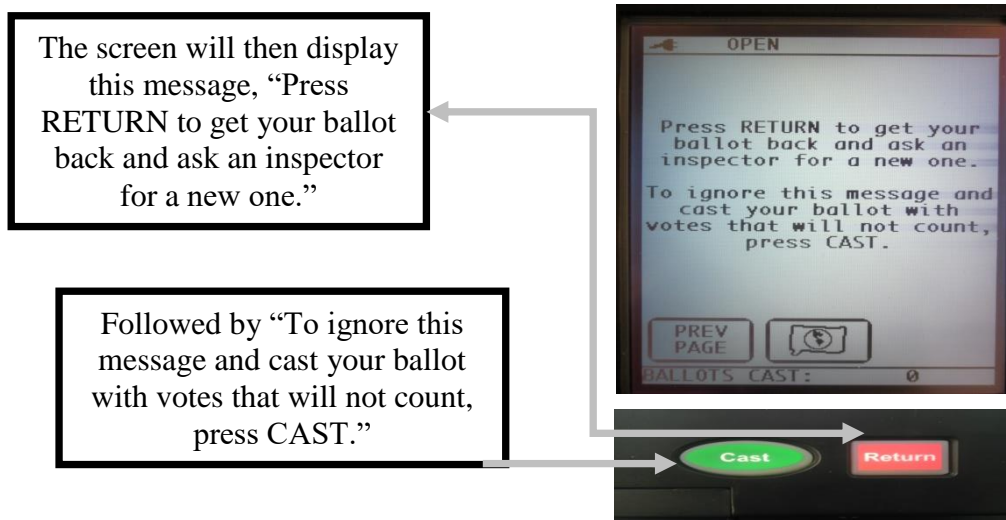 The screen will then display
this message, “Press
RETURN to get your ballot
back and ask an inspector
for a new one.”
Followed by “To ignore this
message and cast your ballot
with votes that will not count,
press CAST.”
OPEN
Press RETURN to get your
ballot back and ask an
inspector for a new one.
To ignore this message and
cast your ballot with
votes that will not count,
press CAST.
PREV
PAGE
BALLOTS CAST: 0
Cast
Return